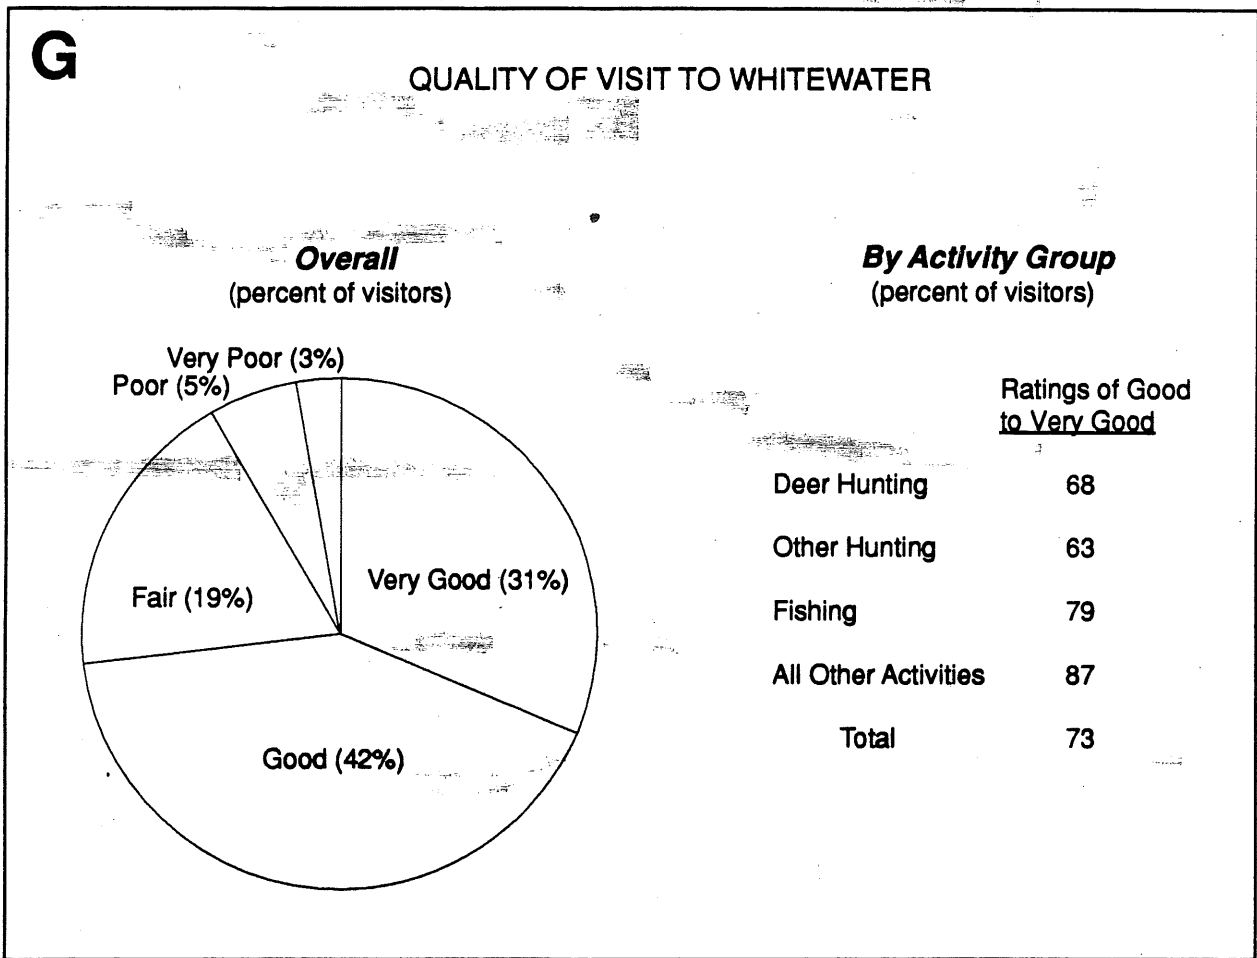 G
QUALITY OF VISIT TO WHITEWATER
Overall
(percent of visitors)
Very Poor (3%)
Poor (5%)
Fair (19%)
Very Good (31%)
Good (42%)
By Activity Group
(percent of visitors)
Ratings of Good
to Very Good
Deer Hunting 68
Other Hunting 63
Fishing 79
All Other Activities 87
Total 73